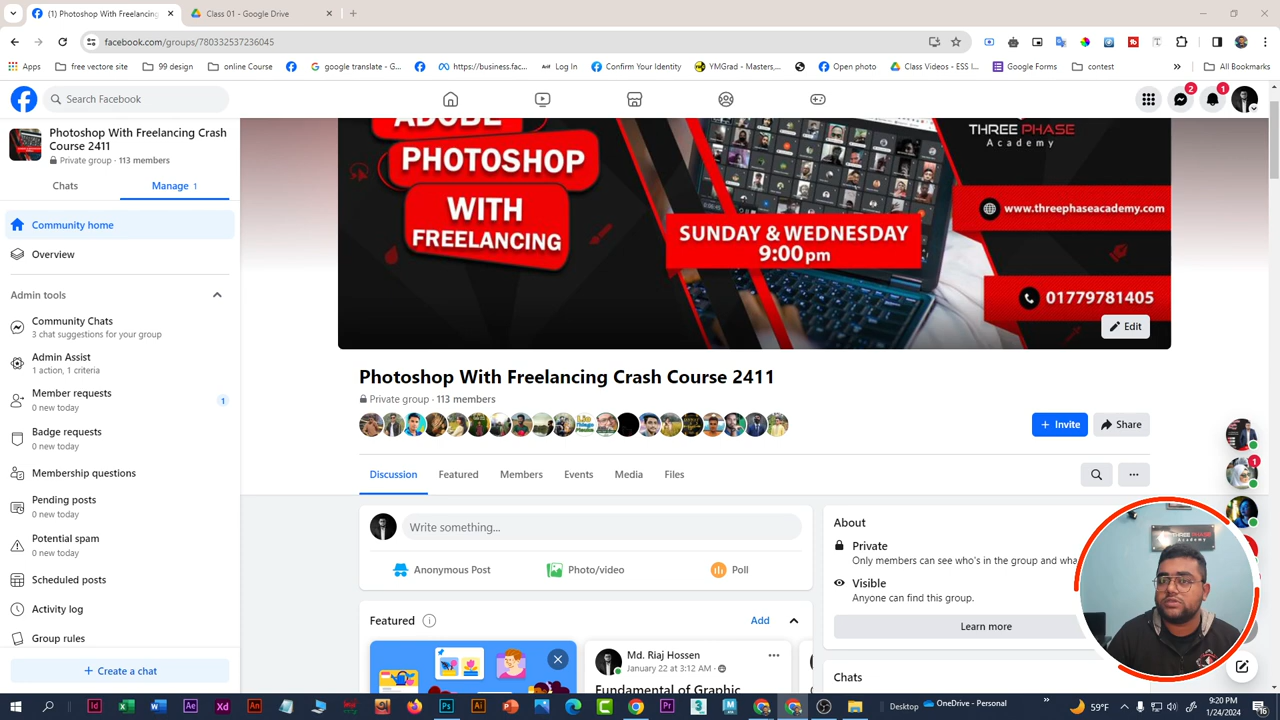 (1) Photoshop With Freelancing
Class 01 - Google Drive
facebook.com/groups/780332537236045
Apps
free vectore site
99 design
online Course
google translate - G...
https://business.fac...
Log In
Confirm Your Identity
YMGrad - Masters,...
Open photo
Class Videos - ESS I...
Google Forms
contest
»
All Bookmarks
Search Facebook
2
1
Photoshop With Freelancing Crash
Course 2411
Private group · 113 members
Chats
Manage 1
Community home
Overview
Admin tools
Community Chats
3 chat suggestions for your group
Admin Assist
1 action, 1 criteria
Member requests
0 new today
1
Badge requests
0 new today
Membership questions
Pending posts
0 new today
Potential spam
0 new today
Scheduled posts
Activity log
Group rules
+ Create a chat
ADOBE
PHOTOSHOP
WITH
FREELANCING
SUNDAY & WEDNESDAY
9:00pm
THREE PHASE
Academy
www.threephaseacademy.com
01779781405
Edit
Photoshop With Freelancing Crash Course 2411
Private group · 113 members
+ Invite
Share
Discussion
Featured
Members
Events
Media
Files
Write something...
Anonymous Post
Photo/video
Poll
Featured
Add
Md. Riaj Hossen
January 22 at 3:12 AM ·
Fundamental of Graphic
About
Private
Only members can see who's in the group and wha
Visible
Anyone can find this group.
Learn more
Chats
1
THREE PHASE
Academy
Desktop
OneDrive - Personal
»
59°F
9:20 PM
1/24/2024